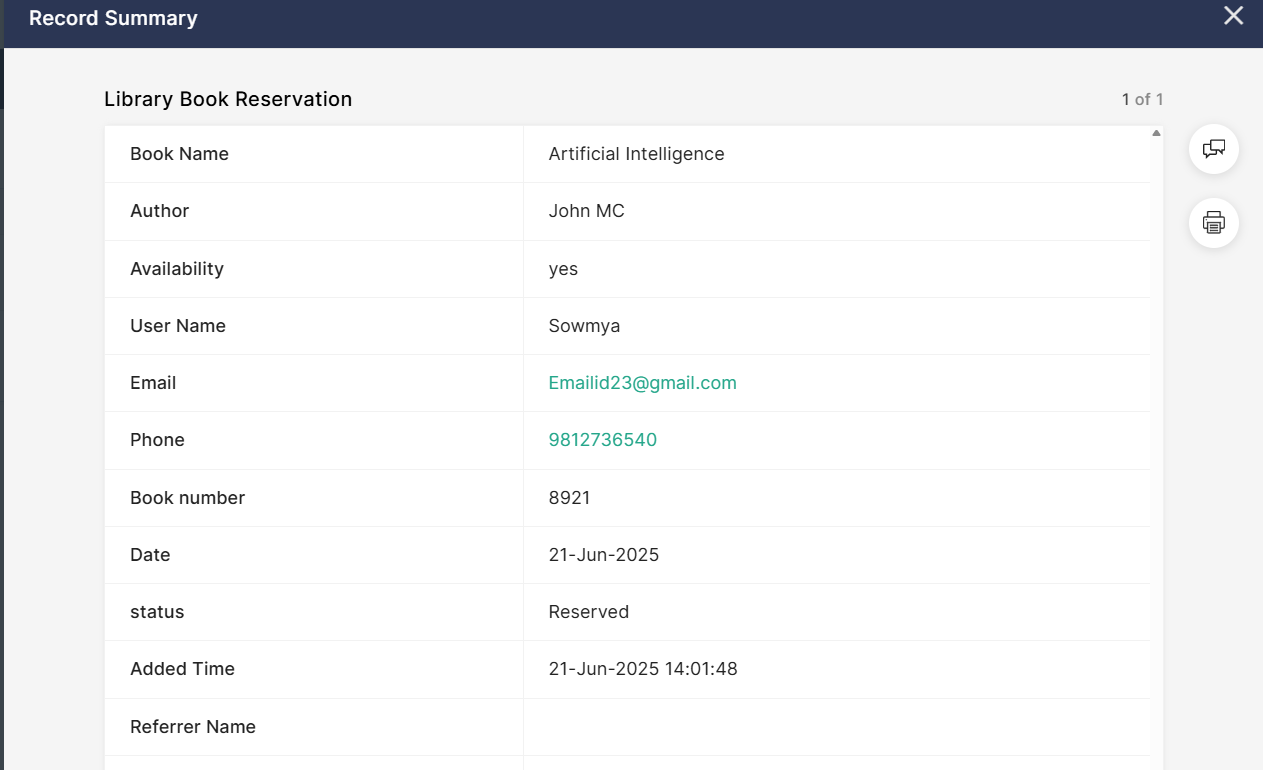 Record Summary
Library Book Reservation
1 of 1
Book Name Artificial Intelligence
Author John MC
Availability yes
User Name Sowmya
Email Emailid23@gmail.com
Phone 9812736540
Book number 8921
Date 21-Jun-2025
status Reserved
Added Time 21-Jun-2025 14:01:48
Referrer Name